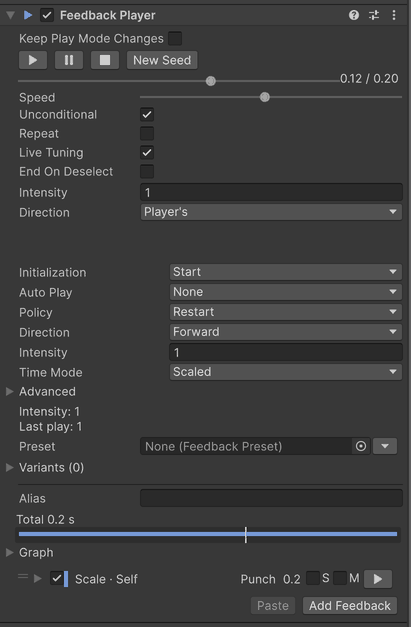 Feedback Player
Keep Play Mode Changes
New Seed
0.12 / 0.20
Speed
Unconditional
Repeat
Live Tuning
End On Deselect
Intensity 1
Direction Player's
Initialization Start
Auto Play None
Policy Restart
Direction Forward
Intensity 1
Time Mode Scaled
Advanced
Intensity: 1
Last play: 1
Preset None (Feedback Preset)
Variants (0)
Alias
Total 0.2 s
Graph
Scale · Self Punch 0.2 S M
Paste Add Feedback